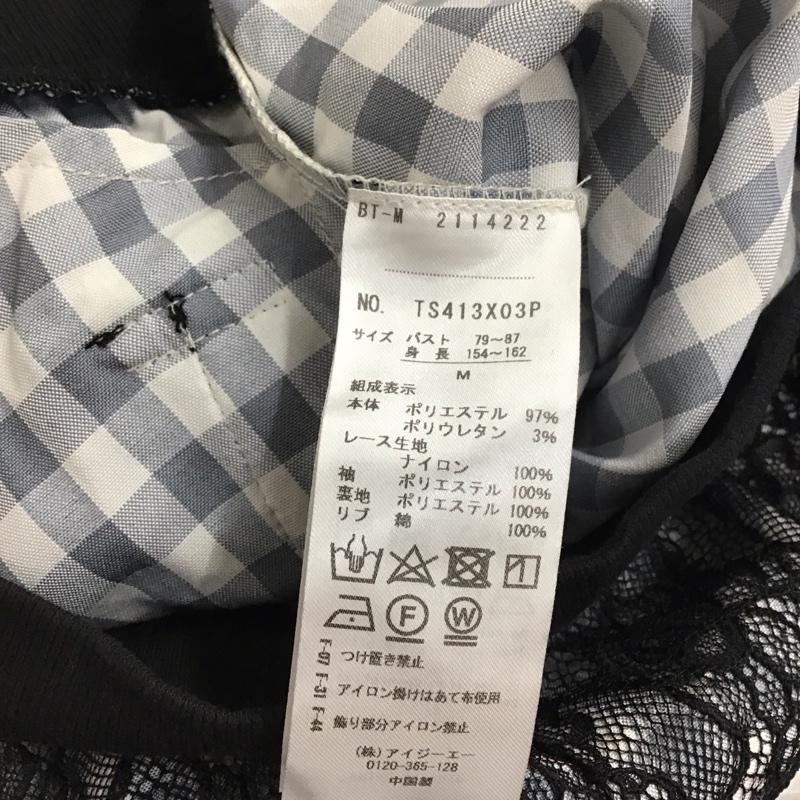 BT-M 2114222
NO. TS413X03P
サイズ バスト 79~87
身長 154~162
M
組成表示
本体 ポリエステル 97%
ポリウレタン 3%
レース生地
ナイロン 100%
袖 ポリエステル 100%
裏地 ポリエステル 100%
リブ 綿 100%
F W
F-07 つけ置き禁止
F-31 アイロン掛けはあて布使用
F-44 飾り部分アイロン禁止
(株)アイジーエー
0120-365-128
中国製